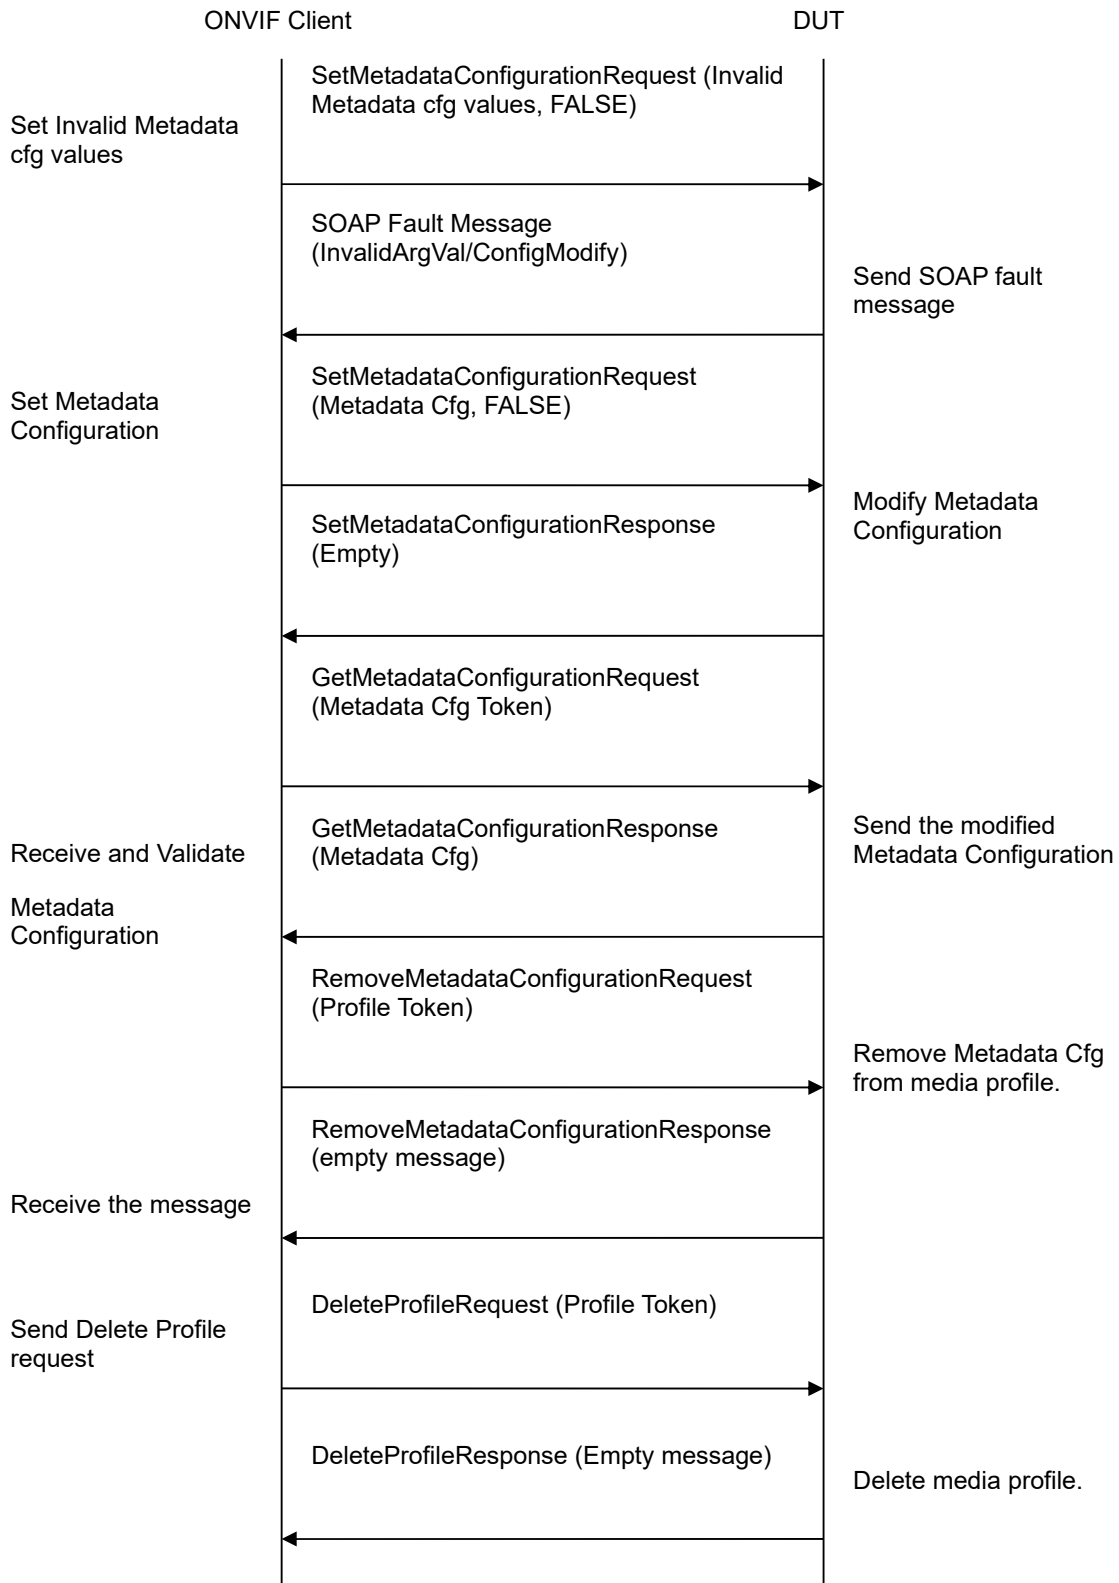 ONVIF Client
DUT
SetMetadataConfigurationRequest (Invalid
Metadata cfg values, FALSE)
Set Invalid Metadata
cfg values
SOAP Fault Message
(InvalidArgVal/ConfigModify)
Send SOAP fault
message
SetMetadataConfigurationRequest
(Metadata Cfg, FALSE)
Set Metadata
Configuration
Modify Metadata
Configuration
SetMetadataConfigurationResponse
(Empty)
GetMetadataConfigurationRequest
(Metadata Cfg Token)
GetMetadataConfigurationResponse
(Metadata Cfg)
Send the modified
Metadata Configuration
Receive and Validate
Metadata
Configuration
RemoveMetadataConfigurationRequest
(Profile Token)
Remove Metadata Cfg
from media profile.
RemoveMetadataConfigurationResponse
(empty message)
Receive the message
DeleteProfileRequest (Profile Token)
Send Delete Profile
request
DeleteProfileResponse (Empty message)
Delete media profile.